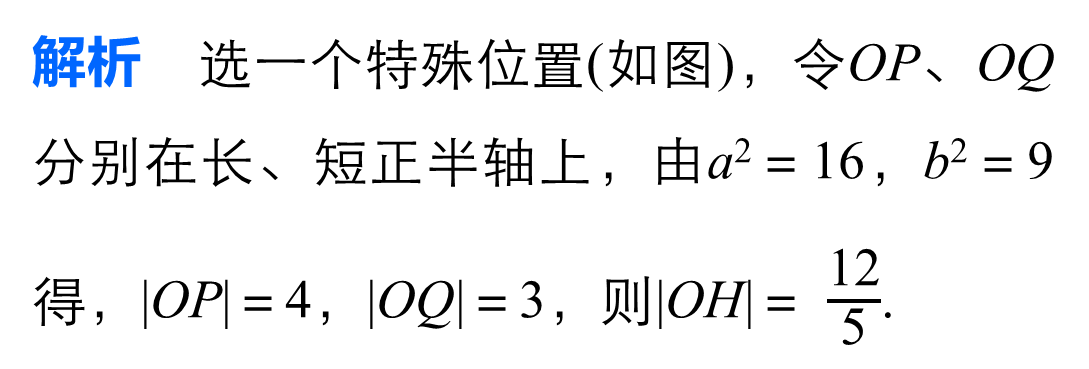 解析 选一个特殊位置(如图)，令OP、OQ
分别在长、短正半轴上，由a² = 16，b² = 9
得，|OP| = 4，|OQ| = 3，则|OH| = 12/5.